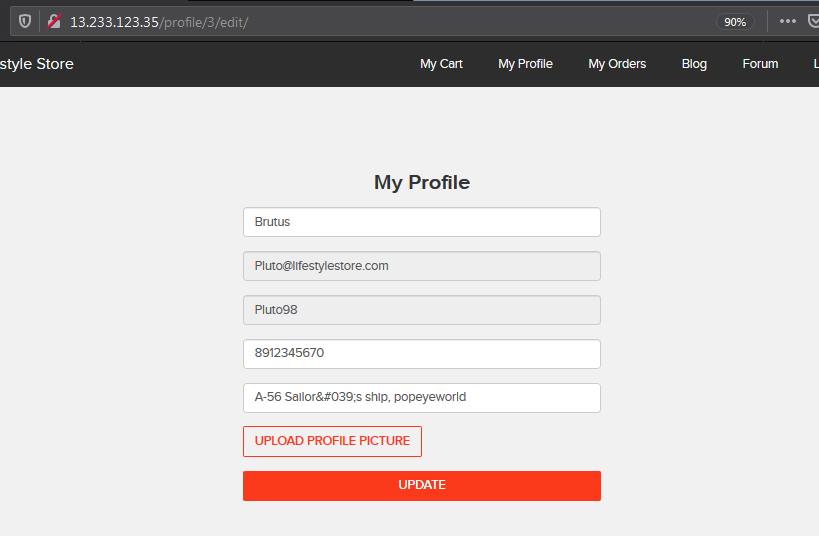 13.233.123.35/profile/3/edit/ 90%
style Store My Cart My Profile My Orders Blog Forum L
My Profile
Brutus
Pluto@lifestylestore.com
Pluto98
8912345670
A-56 Sailor&#039;s ship, popeyeworld
UPLOAD PROFILE PICTURE
UPDATE